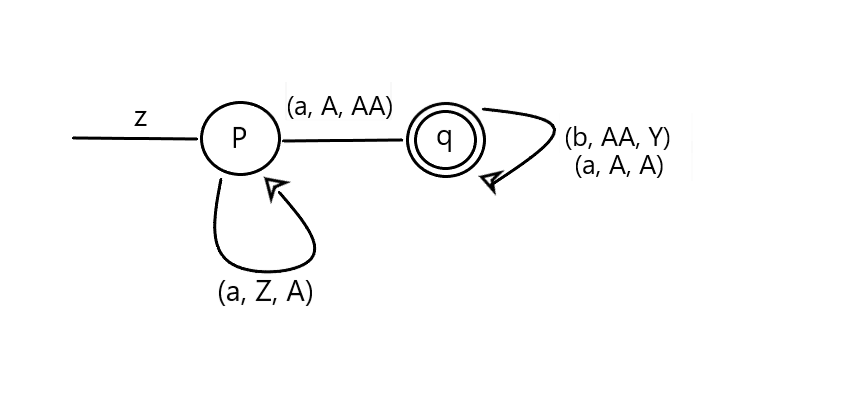 z
P
(a, A, AA)
q
(b, AA, Y)
(a, A, A)
(a, Z, A)